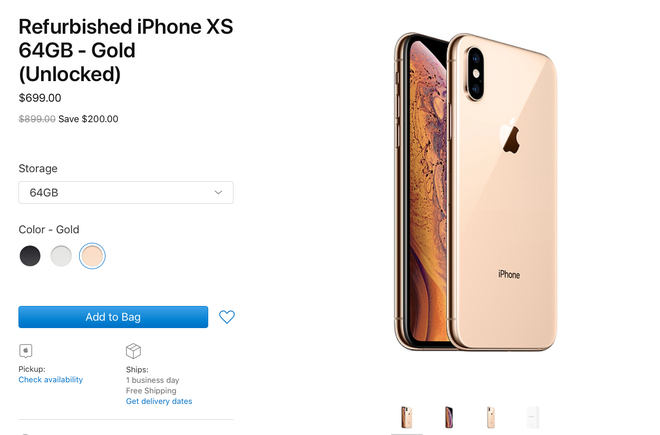 Refurbished iPhone XS
64GB - Gold
(Unlocked)
$699.00
$899.00 Save $200.00
Storage
64GB
Color - Gold
Add to Bag
Pickup:
Check availability
Ships:
1 business day
Free Shipping
Get delivery dates
iPhone